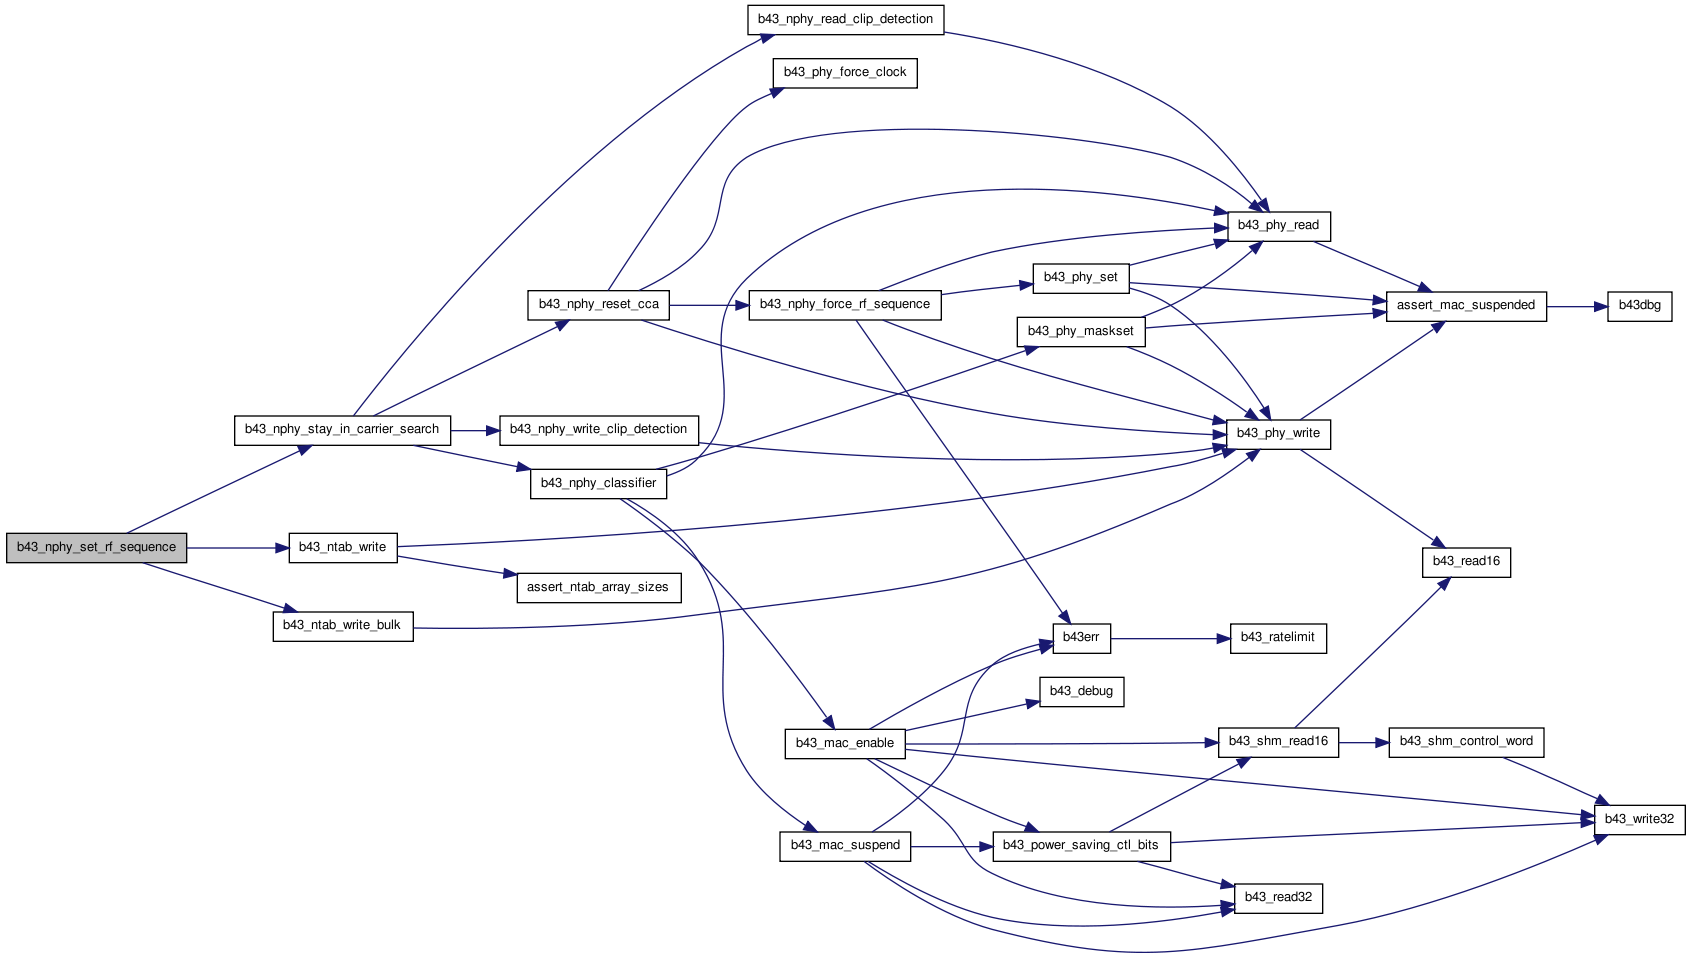 b43_nphy_read_clip_detection
b43_phy_force_clock
b43_phy_read
b43_phy_set
b43_nphy_reset_cca
b43_nphy_force_rf_sequence
assert_mac_suspended
b43dbg
b43_phy_maskset
b43_nphy_stay_in_carrier_search
b43_nphy_write_clip_detection
b43_phy_write
b43_nphy_classifier
b43_nphy_set_rf_sequence
b43_ntab_write
b43_read16
assert_ntab_array_sizes
b43_ntab_write_bulk
b43err
b43_ratelimit
b43_debug
b43_mac_enable
b43_shm_read16
b43_shm_control_word
b43_write32
b43_mac_suspend
b43_power_saving_ctl_bits
b43_read32